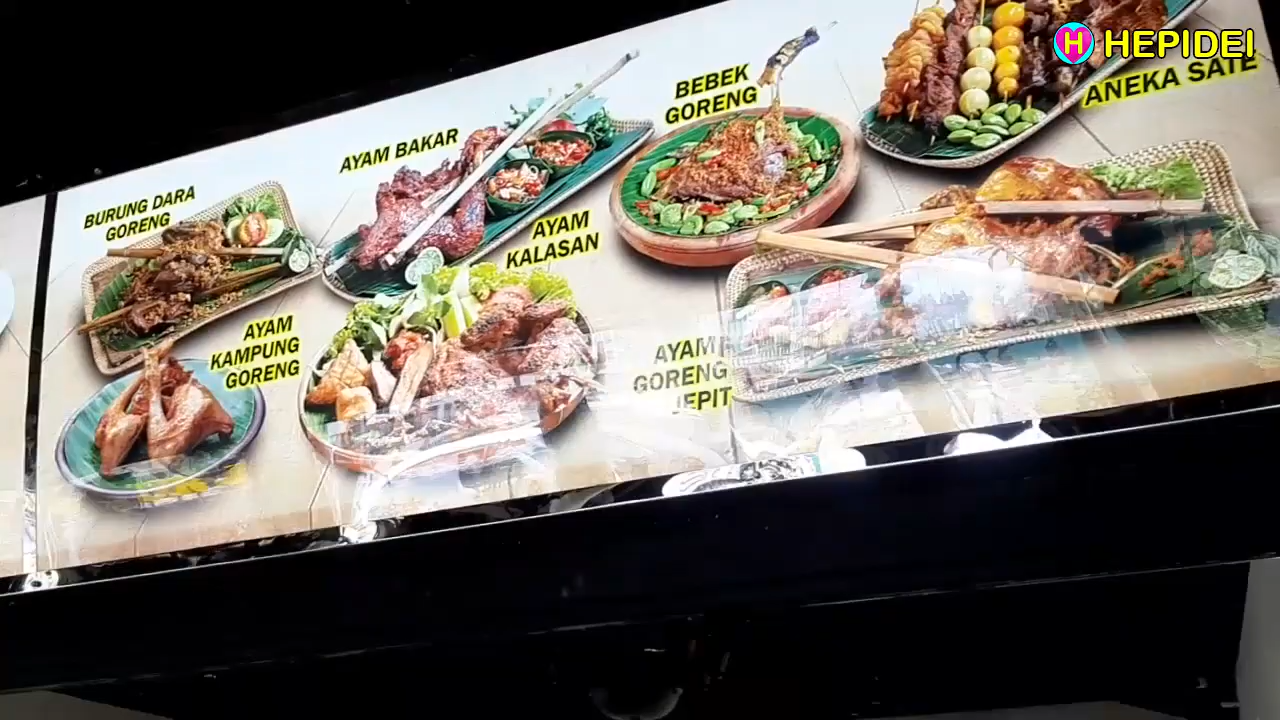 HEPIDEI
ANEKA SATE
BEBEK
GORENG
AYAM BAKAR
BURUNG DARA
GORENG
AYAM
KALASAN
AYAM
KAMPUNG
GORENG
AYAM
GORENG
JEPIT